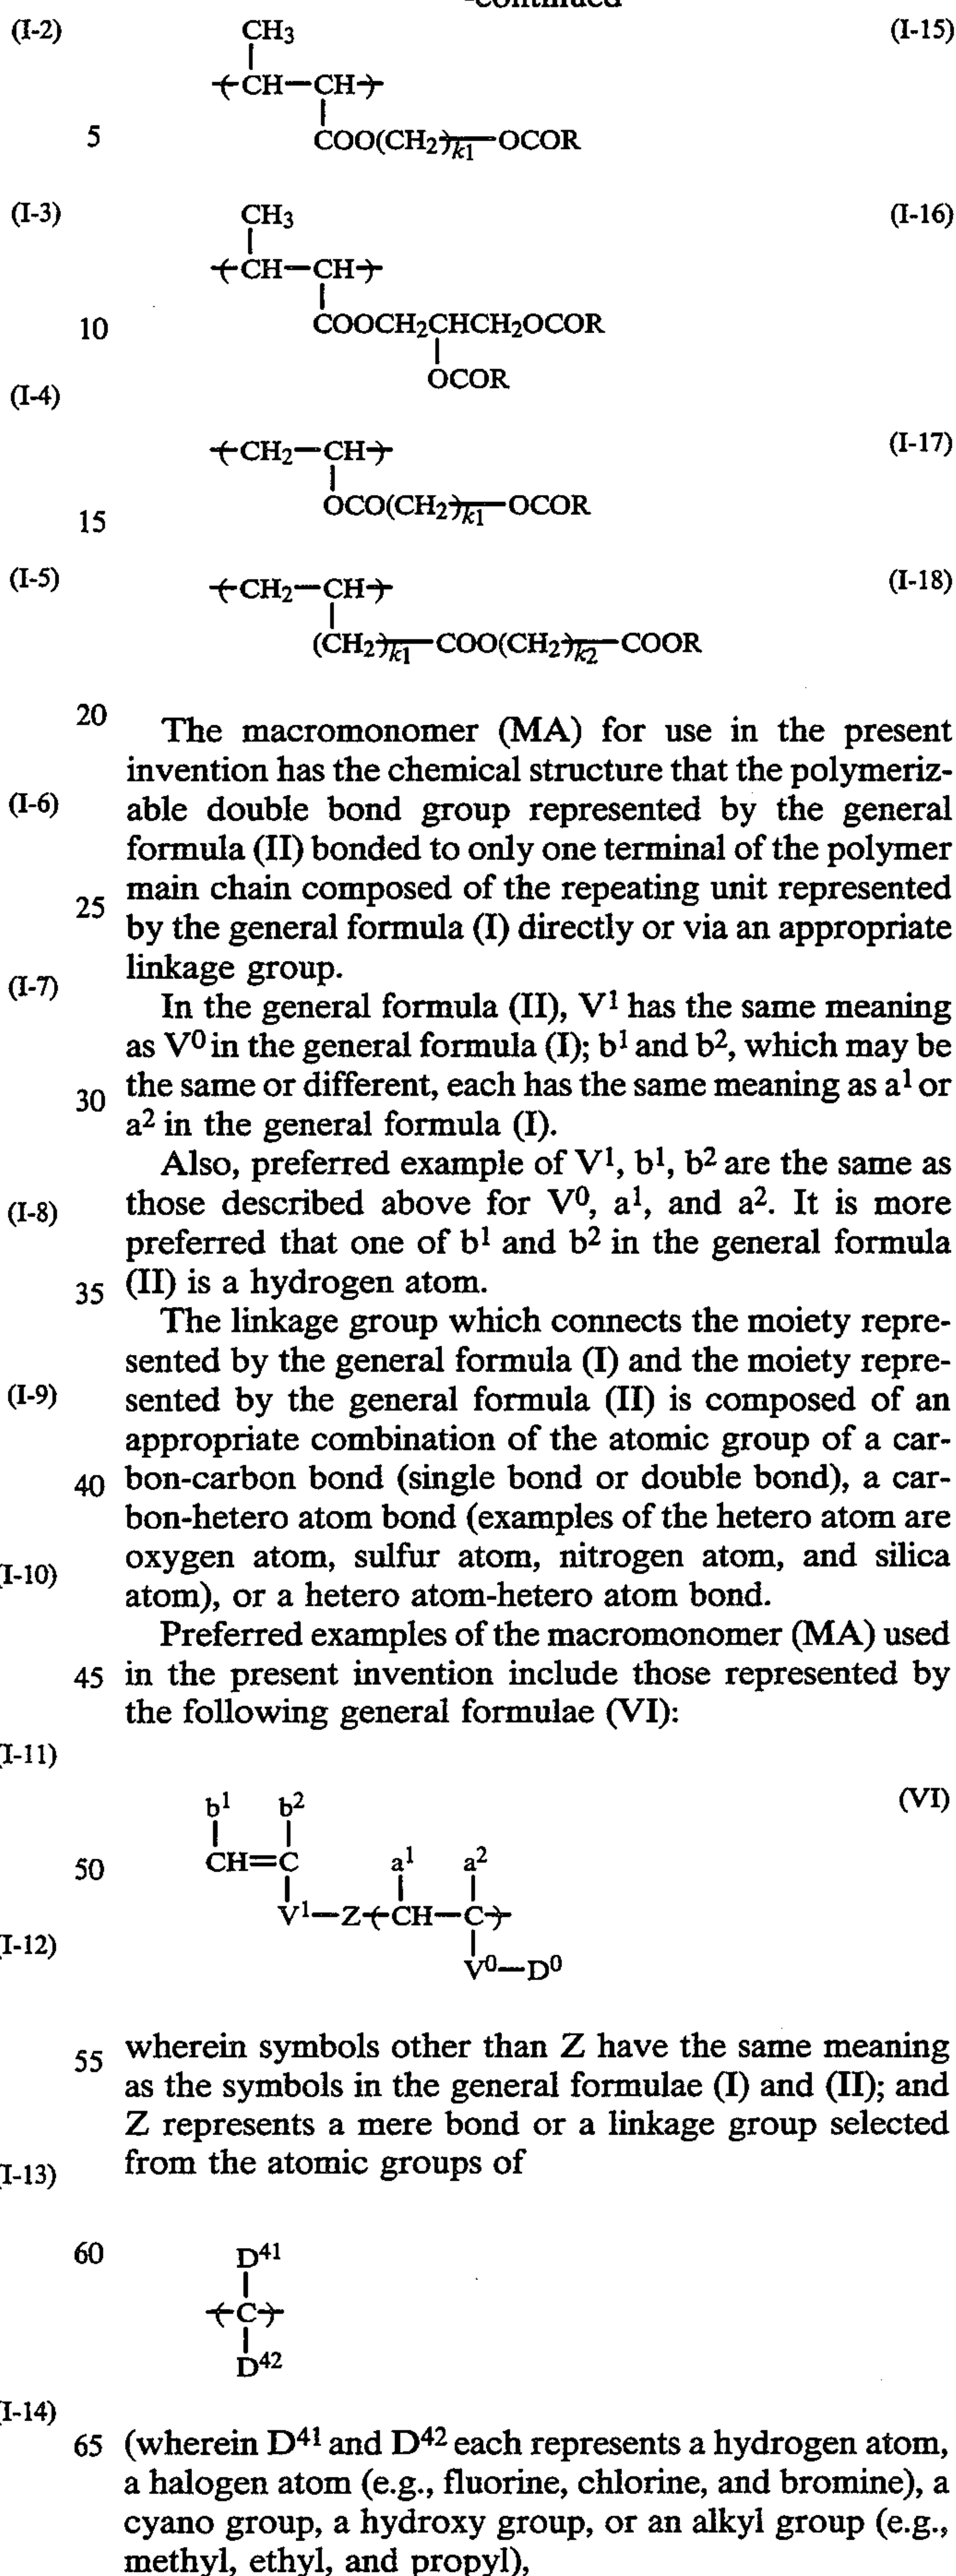 -continued
(I-2) CH3 (I-15)
-(CH—CH)-
5 COO(CH2)k1—OCOR
(I-3) CH3 (I-16)
-(CH—CH)-
10 COOCH2CHCH2OCOR
OCOR
(I-4)
-(CH2—CH)- (I-17)
OCO(CH2)k1—OCOR
15
(I-5) -(CH2—CH)- (I-18)
(CH2)k1—COO(CH2)k2—COOR
20 The macromonomer (MA) for use in the present
invention has the chemical structure that the polymeriz-
(I-6) able double bond group represented by the general
formula (II) bonded to only one terminal of the polymer
main chain composed of the repeating unit represented
25 by the general formula (I) directly or via an appropriate
linkage group.
(I-7)
In the general formula (II), V1 has the same meaning
as V0 in the general formula (I); b1 and b2, which may be
30 the same or different, each has the same meaning as a1 or
a2 in the general formula (I).
Also, preferred example of V1, b1, b2 are the same as
(I-8) those described above for V0, a1, and a2. It is more
preferred that one of b1 and b2 in the general formula
35 (II) is a hydrogen atom.
The linkage group which connects the moiety repre-
sented by the general formula (I) and the moiety repre-
(I-9) sented by the general formula (II) is composed of an
appropriate combination of the atomic group of a car-
40 bon-carbon bond (single bond or double bond), a car-
bon-hetero atom bond (examples of the hetero atom are
(I-10) oxygen atom, sulfur atom, nitrogen atom, and silica
atom), or a hetero atom-hetero atom bond.
Preferred examples of the macromonomer (MA) used
45 in the present invention include those represented by
the following general formulae (VI):
(I-11)
b1 b2 (VI)
50 CH=C a1 a2
V1—Z-(CH—C)-
(I-12)
V0—D0
55 wherein symbols other than Z have the same meaning
as the symbols in the general formulae (I) and (II); and
Z represents a mere bond or a linkage group selected
(I-13) from the atomic groups of
60 D41
-(C)-
D42
(I-14)
65 (wherein D41 and D42 each represents a hydrogen atom,
a halogen atom (e.g., fluorine, chlorine, and bromine), a
cyano group, a hydroxy group, or an alkyl group (e.g.,
methyl, ethyl, and propyl),